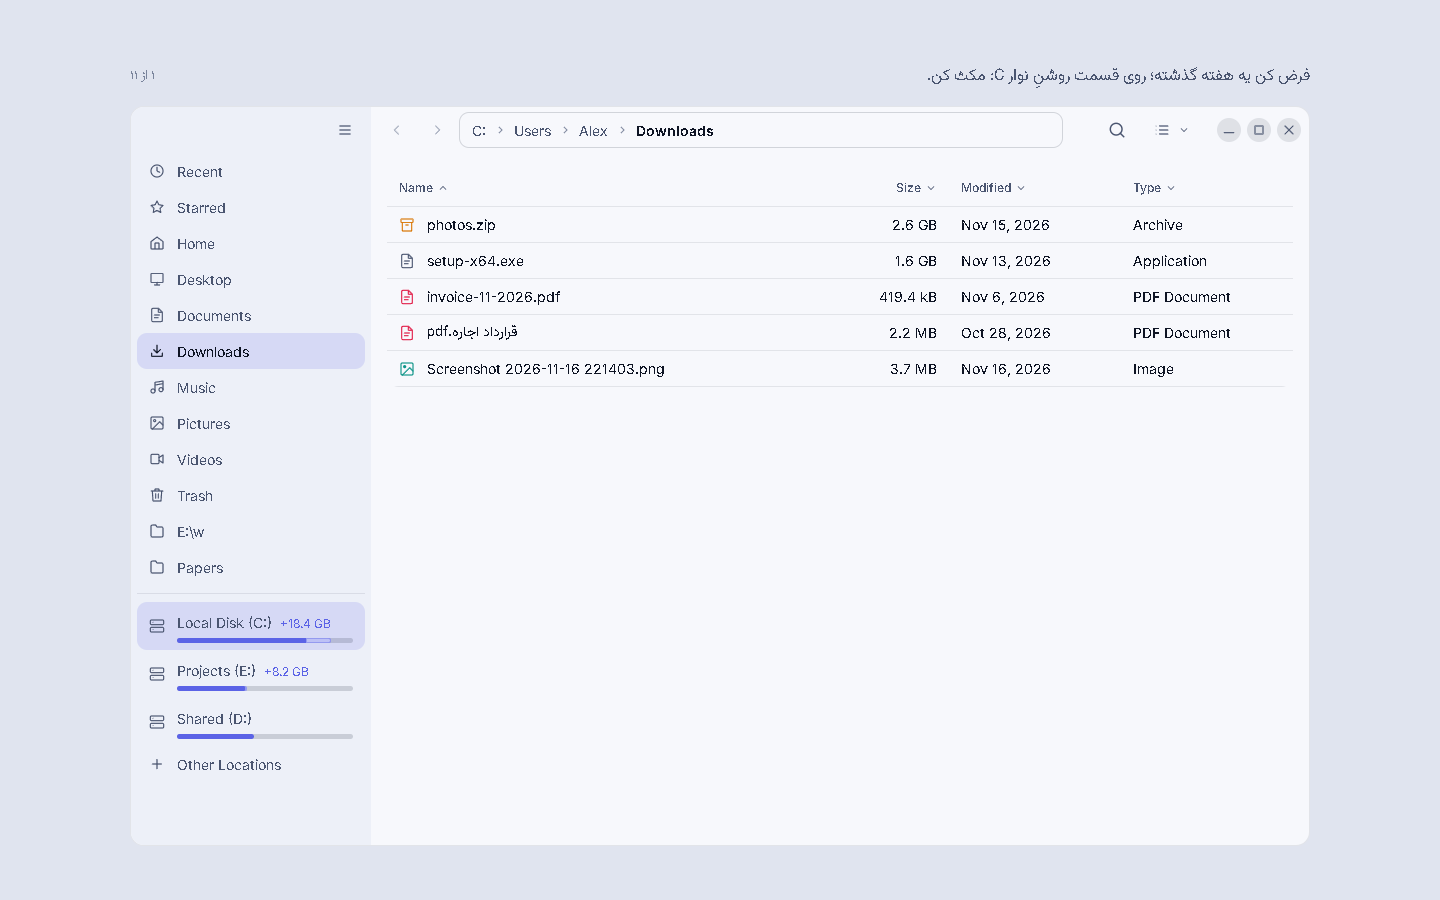 فرض کن یه هفته گذشته؛ روی قسمت روشنِ نوار C: مکث کن.
۱ از ۱۱
C: Users Alex Downloads
Recent
Starred
Home
Desktop
Documents
Downloads
Music
Pictures
Videos
Trash
E:\w
Papers
Local Disk (C:) +18.4 GB
Projects (E:) +8.2 GB
Shared (D:)
Other Locations
Name Size Modified Type
photos.zip 2.6 GB Nov 15, 2026 Archive
setup-x64.exe 1.6 GB Nov 13, 2026 Application
invoice-11-2026.pdf 419.4 kB Nov 6, 2026 PDF Document
قرارداد اجاره.pdf 2.2 MB Oct 28, 2026 PDF Document
Screenshot 2026-11-16 221403.png 3.7 MB Nov 16, 2026 Image